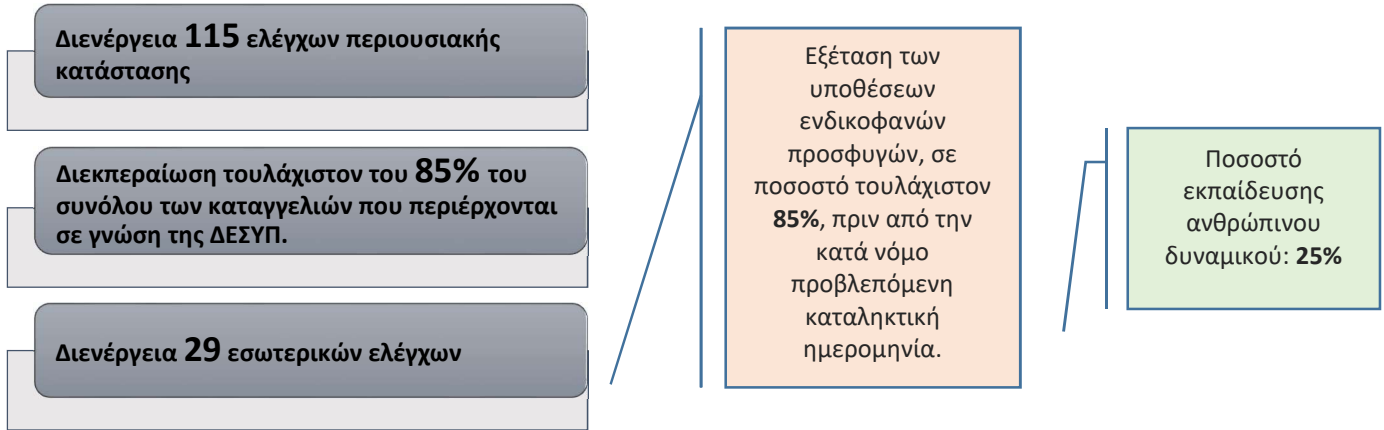 Διενέργεια 115 ελέγχων περιουσιακής
κατάστασης
Διεκπεραίωση τουλάχιστον του 85% του
συνόλου των καταγγελιών που περιέρχονται
σε γνώση της ΔΕΣΥΠ.
Διενέργεια 29 εσωτερικών ελέγχων
Εξέταση των
υποθέσεων
ενδικοφανών
προσφυγών, σε
ποσοστό τουλάχιστον
85%, πριν από την
κατά νόμο
προβλεπόμενη
καταληκτική
ημερομηνία.
Ποσοστό
εκπαίδευσης
ανθρώπινου
δυναμικού: 25%